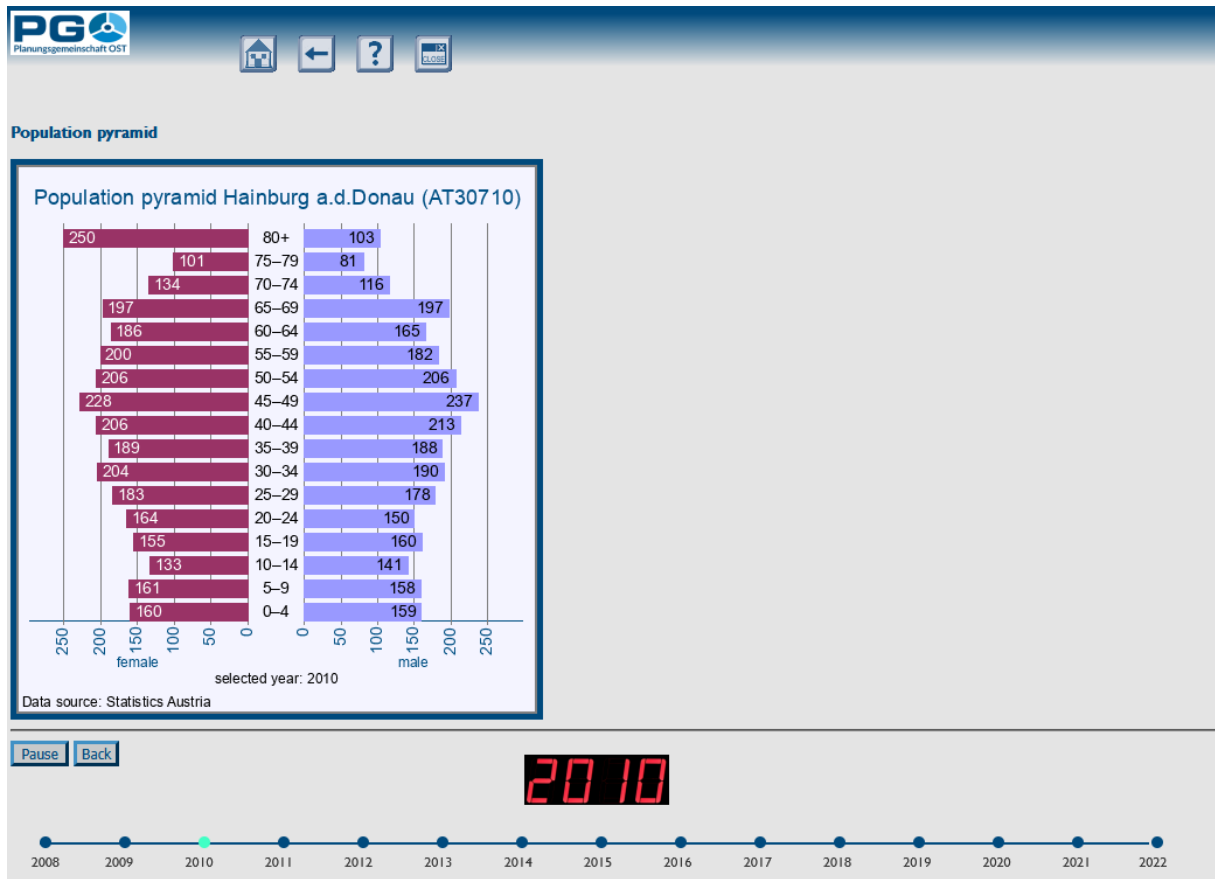 PGO
Planungsgemeinschaft OST
?
X
CLOSE
Population pyramid
Population pyramid Hainburg a.d.Donau (AT30710)
250 80+ 103
101 75–79 81
134 70–74 116
197 65–69 197
186 60–64 165
200 55–59 182
206 50–54 206
228 45–49 237
206 40–44 213
189 35–39 188
204 30–34 190
183 25–29 178
164 20–24 150
155 15–19 160
133 10–14 141
161 5–9 158
160 0–4 159
250 200 150 100 50 0 0 50 100 150 200 250
female male
selected year: 2010
Data source: Statistics Austria
Pause Back
2010
2008 2009 2010 2011 2012 2013 2014 2015 2016 2017 2018 2019 2020 2021 2022